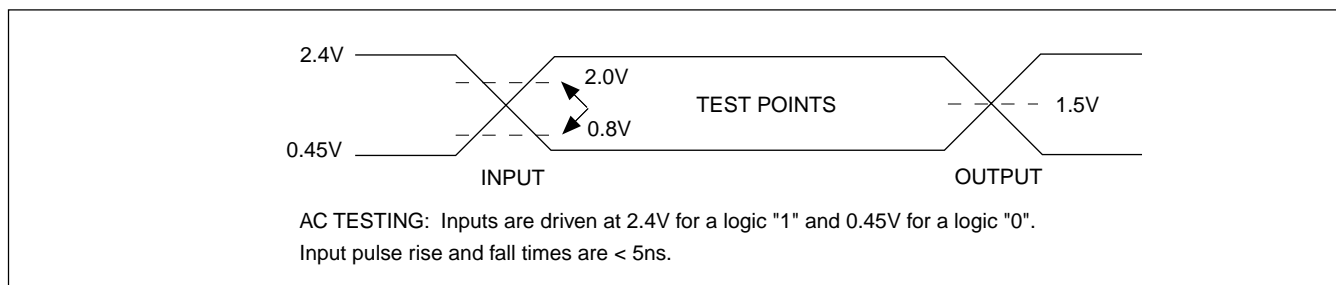 2.4V
2.0V
TEST POINTS
1.5V
0.8V
0.45V
INPUT
OUTPUT
AC TESTING: Inputs are driven at 2.4V for a logic "1" and 0.45V for a logic "0".
Input pulse rise and fall times are < 5ns.